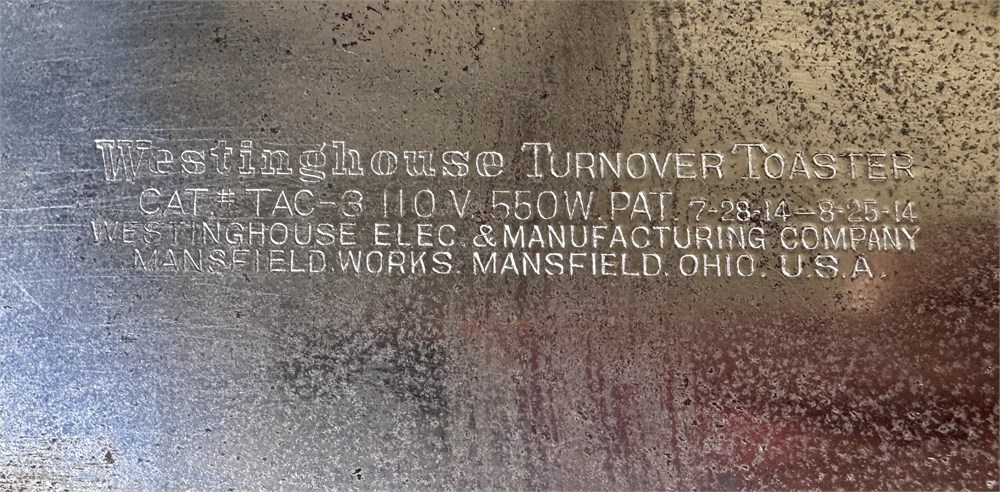 Westinghouse TURNOVER TOASTER
CAT.# TAC-3 110 V. 550W. PAT. 7-28-14-8-25-14
WESTINGHOUSE ELEC. & MANUFACTURING COMPANY
MANSFIELD.WORKS. MANSFIELD. OHIO. U.S.A.